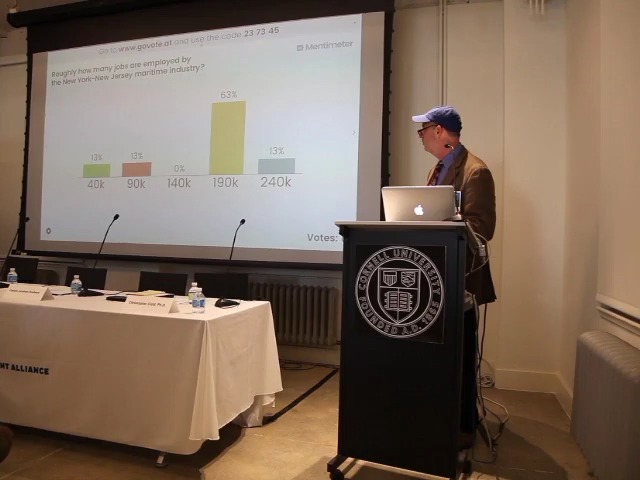 Go to www.govote.at and use the code 23 73 45
Mentimeter
Roughly how many jobs are employed by
the New York-New Jersey maritime industry?
13%
13%
0%
63%
13%
40k
90k
140k
190k
240k
Votes:
CORNELL UNIVERSITY
FOUNDED A.D. 1865
NT ALLIANCE